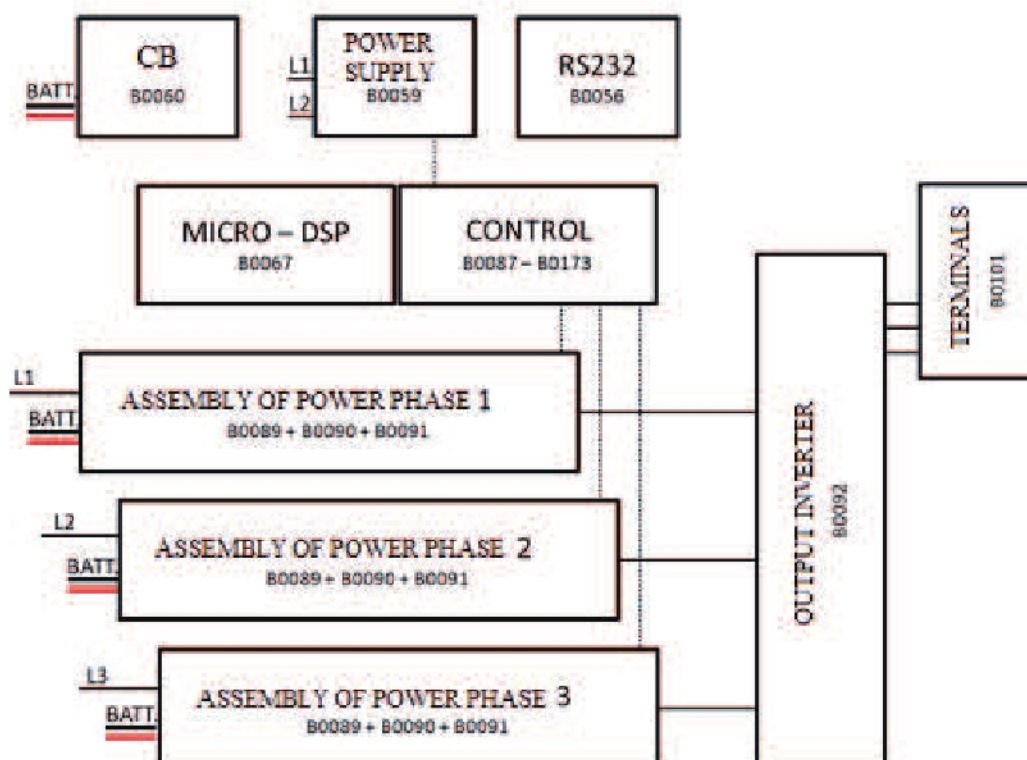 CB
B0060
BATT.
POWER
SUPPLY
B0059
L1
L2
RS232
B0056
MICRO – DSP
B0067
CONTROL
B0087 – B0173
TERMINALS
B0101
L1
BATT.
ASSEMBLY OF POWER PHASE 1
B0089 + B0090 + B0091
L2
BATT.
ASSEMBLY OF POWER PHASE 2
B0089 + B0090 + B0091
L3
BATT.
ASSEMBLY OF POWER PHASE 3
B0089 + B0090 + B0091
OUTPUT INVERTER
B0092